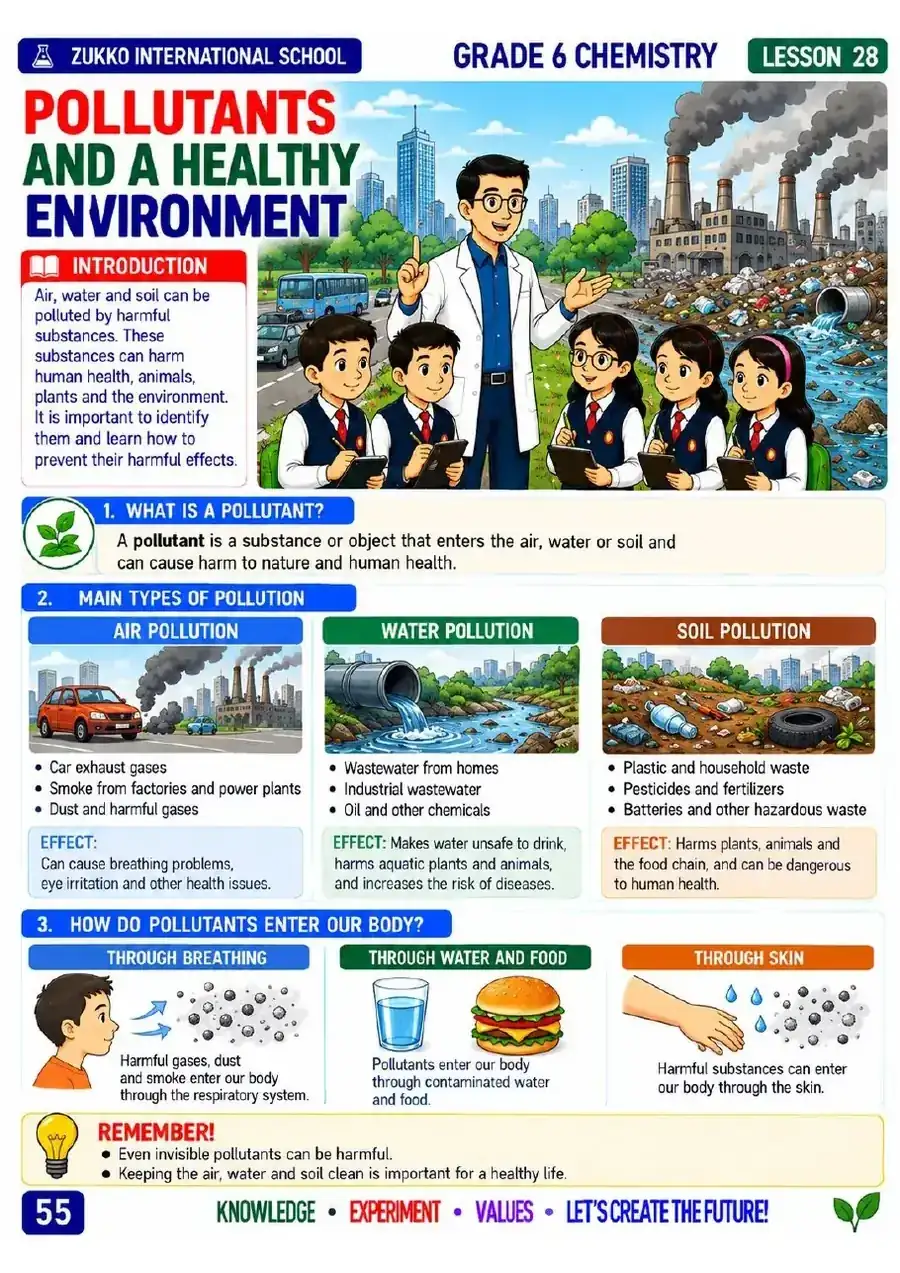 ZUKKO INTERNATIONAL SCHOOL
GRADE 6 CHEMISTRY
LESSON 28
POLLUTANTS
AND A HEALTHY
ENVIRONMENT
INTRODUCTION
Air, water and soil can be
polluted by harmful
substances. These
substances can harm
human health, animals,
plants and the environment.
It is important to identify
them and learn how to
prevent their harmful effects.
1. WHAT IS A POLLUTANT?
A pollutant is a substance or object that enters the air, water or soil and
can cause harm to nature and human health.
2. MAIN TYPES OF POLLUTION
AIR POLLUTION
• Car exhaust gases
• Smoke from factories and power plants
• Dust and harmful gases
EFFECT:
Can cause breathing problems,
eye irritation and other health issues.
WATER POLLUTION
• Wastewater from homes
• Industrial wastewater
• Oil and other chemicals
EFFECT: Makes water unsafe to drink,
harms aquatic plants and animals,
and increases the risk of diseases.
SOIL POLLUTION
• Plastic and household waste
• Pesticides and fertilizers
• Batteries and other hazardous waste
EFFECT: Harms plants, animals and
the food chain, and can be dangerous
to human health.
3. HOW DO POLLUTANTS ENTER OUR BODY?
THROUGH BREATHING
Harmful gases, dust
and smoke enter our body
through the respiratory system.
THROUGH WATER AND FOOD
Pollutants enter our body
through contaminated water
and food.
THROUGH SKIN
Harmful substances can enter
our body through the skin.
REMEMBER!
• Even invisible pollutants can be harmful.
• Keeping the air, water and soil clean is important for a healthy life.
55
KNOWLEDGE • EXPERIMENT • VALUES • LET'S CREATE THE FUTURE!